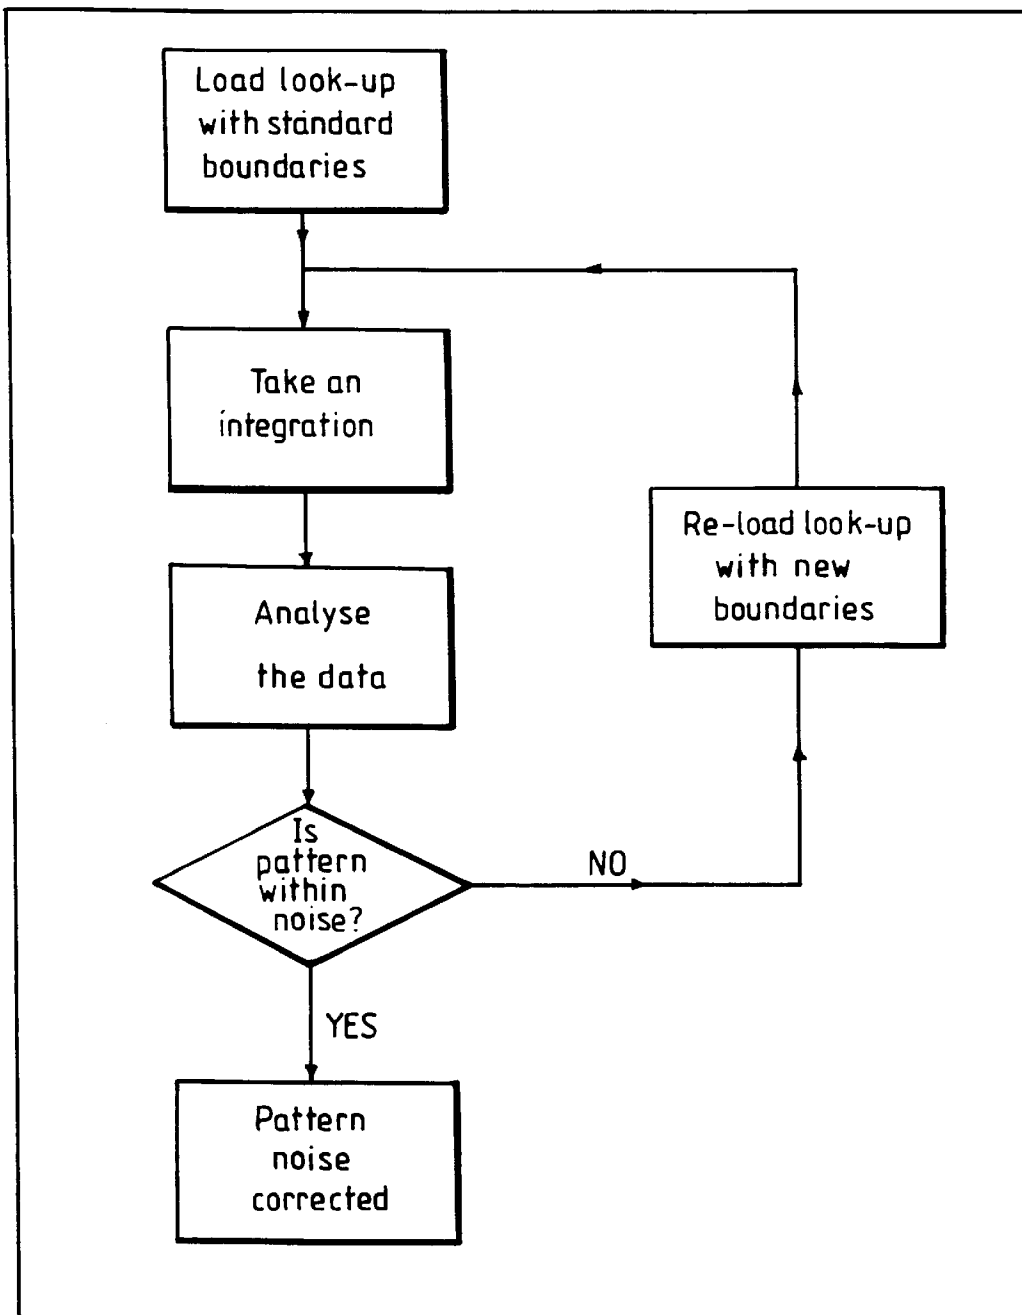 Load look-up
with standard
boundaries
Take an
integration
Analyse
the data
Re-load look-up
with new
boundaries
Is
pattern
within
noise?
NO
YES
Pattern
noise
corrected